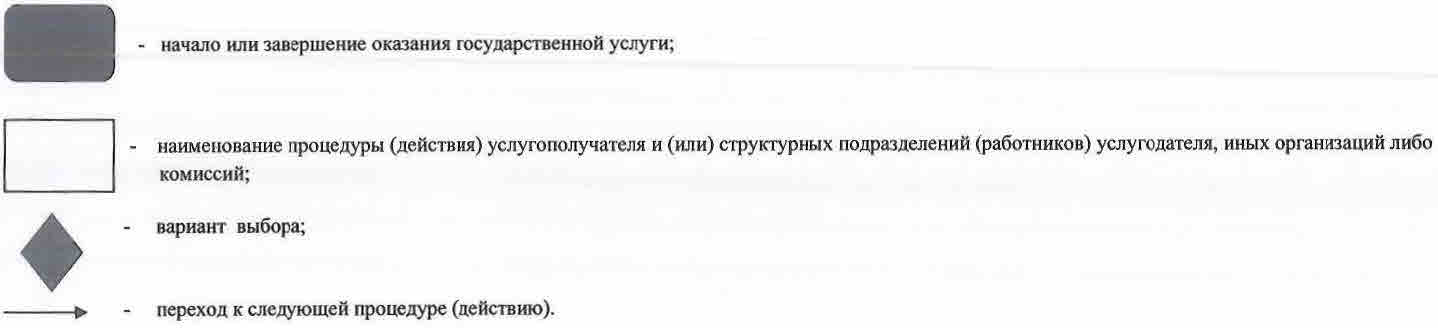 - начало или завершение оказания государственной услуги;
- наименование процедуры (действия) услугополучателя и (или) структурных подразделений (работников) услугодателя, иных организаций либо
комиссий;
- вариант выбора;
- переход к следующей процедуре (действию).